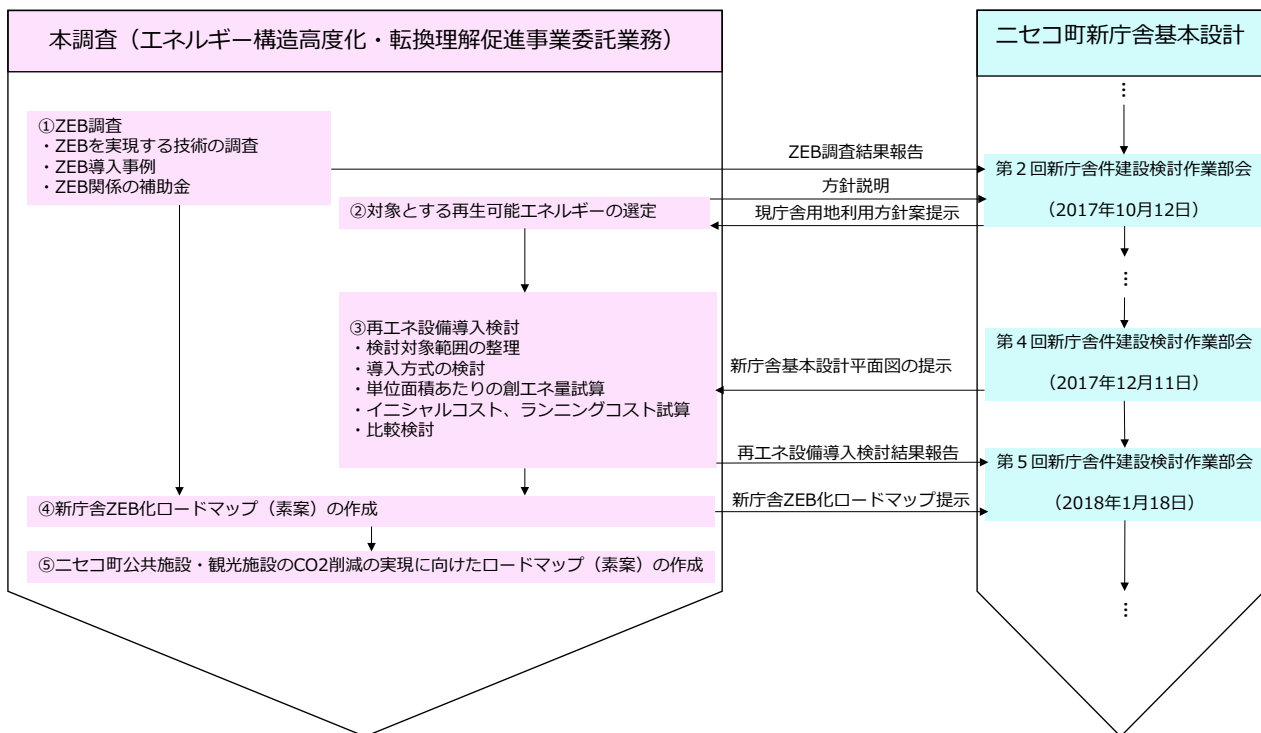 本調査（エネルギー構造高度化・転換理解促進事業委託業務）
ニセコ町新庁舎基本設計
①ZEB調査
・ZEBを実現する技術の調査
・ZEB導入事例
・ZEB関係の補助金
②対象とする再生可能エネルギーの選定
③再エネ設備導入検討
・検討対象範囲の整理
・導入方式の検討
・単位面積あたりの創エネ量試算
・イニシャルコスト、ランニングコスト試算
・比較検討
④新庁舎ZEB化ロードマップ（素案）の作成
⑤ニセコ町公共施設・観光施設のCO2削減の実現に向けたロードマップ（素案）の作成
ZEB調査結果報告
方針説明
現庁舎用地利用方針案提示
新庁舎基本設計平面図の提示
再エネ設備導入検討結果報告
新庁舎ZEB化ロードマップ提示
…
第２回新庁舎件建設検討作業部会
（2017年10月12日）
…
第４回新庁舎件建設検討作業部会
（2017年12月11日）
第５回新庁舎件建設検討作業部会
（2018年1月18日）
…